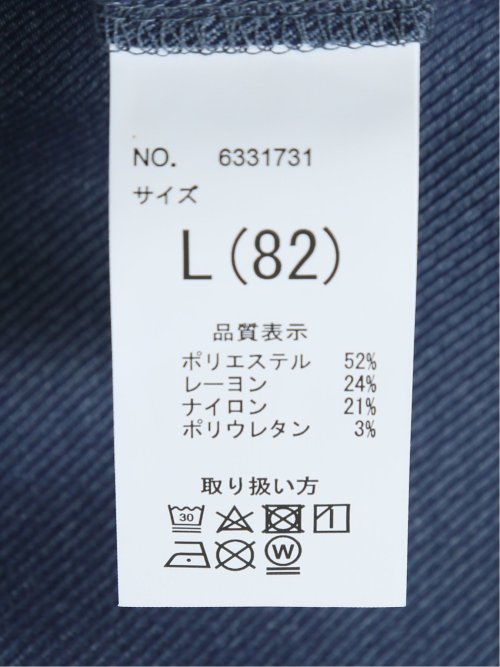 NO. 6331731
サイズ
L(82)
品質表示
ポリエステル 52%
レーヨン 24%
ナイロン 21%
ポリウレタン 3%
取り扱い方
30
W